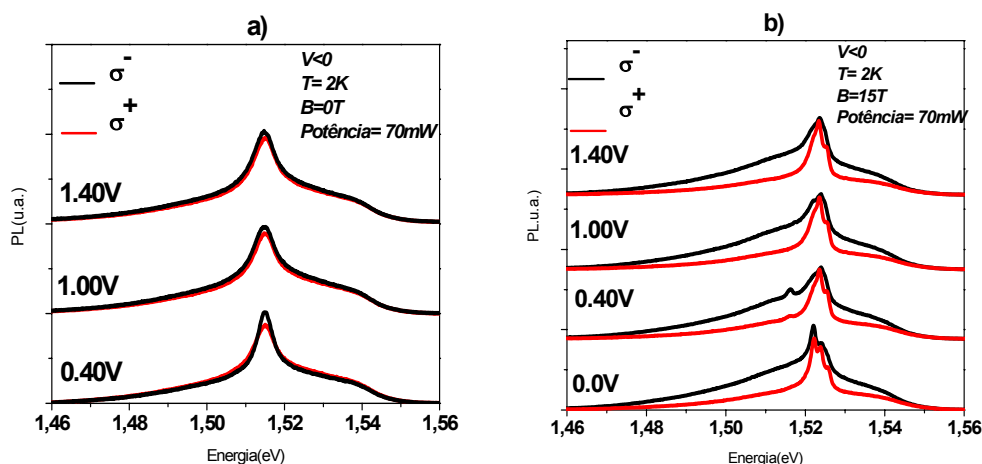 a)
σ-
σ+
V<0
T= 2K
B=0T
Potência= 70mW
1.40V
1.00V
0.40V
PL(u.a.)
1,46 1,48 1,50 1,52 1,54 1,56
Energia(eV)
b)
σ-
σ+
V<0
T= 2K
B=15T
Potência= 70mW
1.40V
1.00V
0.40V
0.0V
PL.u.a.)
1,46 1,48 1,50 1,52 1,54 1,56
Energia(eV)